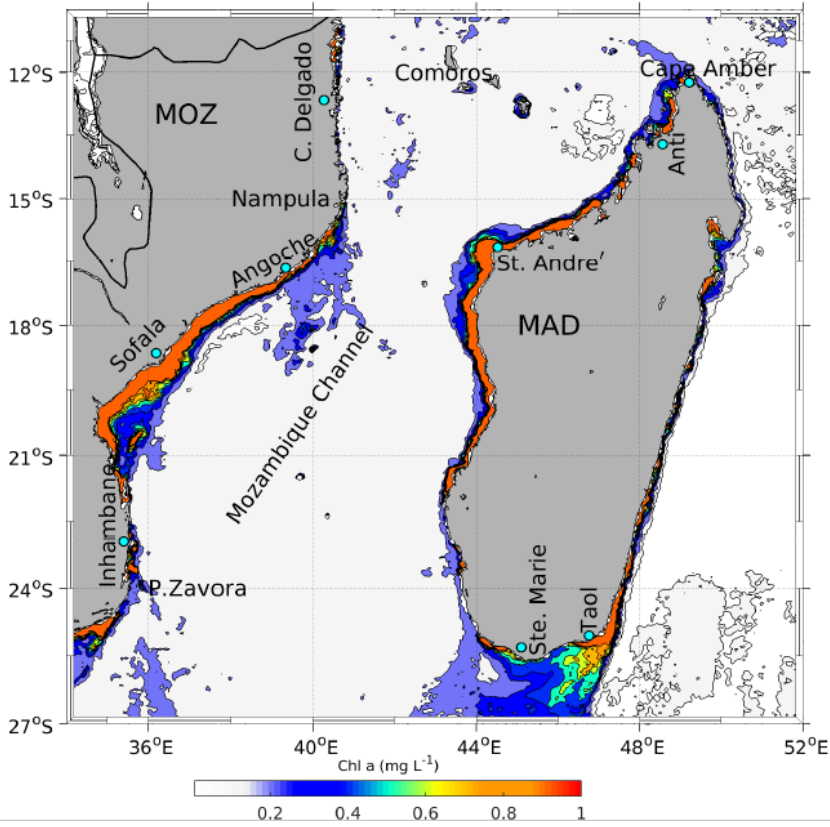 12°S
15°S
18°S
21°S
24°S
27°S
MOZ
C. Delgado
Comoros
Cape Amber
Anti
Nampula
Angoche
St. Andre′
Sofala
MAD
Mozambique Channel
Inhambane
P.Zavora
Ste. Marie
Taol
36°E
40°E
44°E
48°E
52°E
Chl a (mg L⁻¹)
0.2
0.4
0.6
0.8
1